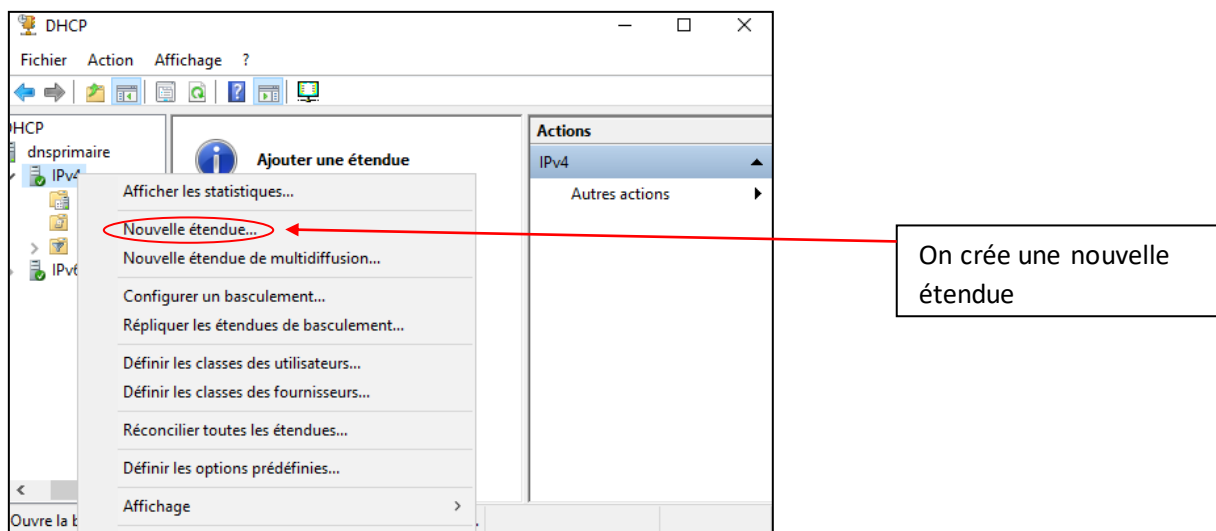 DHCP
Fichier Action Affichage ?
HCP
dnsprimaire
IPv4
IPv6
Ajouter une étendue
Actions
IPv4
Autres actions
Afficher les statistiques...
Nouvelle étendue...
Nouvelle étendue de multidiffusion...
Configurer un basculement...
Répliquer les étendues de basculement...
Définir les classes des utilisateurs...
Définir les classes des fournisseurs...
Réconcilier toutes les étendues...
Définir les options prédéfinies...
Affichage
Ouvre la b
On crée une nouvelle
étendue